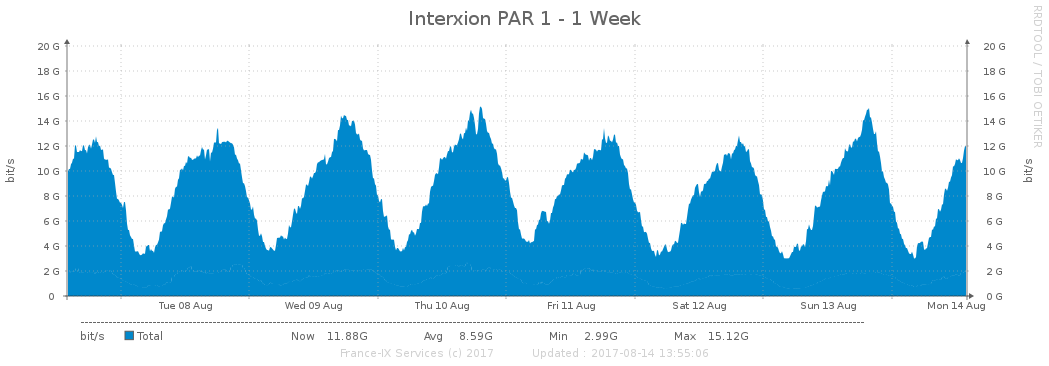 Interxion PAR 1 - 1 Week
RRDTOOL / TOBI OETIKER
bit/s
20 G
18 G
16 G
14 G
12 G
10 G
8 G
6 G
4 G
2 G
0
20 G
18 G
16 G
14 G
12 G
10 G
8 G
6 G
4 G
2 G
0 G
bit/s
Tue 08 Aug Wed 09 Aug Thu 10 Aug Fri 11 Aug Sat 12 Aug Sun 13 Aug Mon 14 Aug
bit/s Total Now 11.88G Avg 8.59G Min 2.99G Max 15.12G
France-IX Services (c) 2017 Updated : 2017-08-14 13:55:06